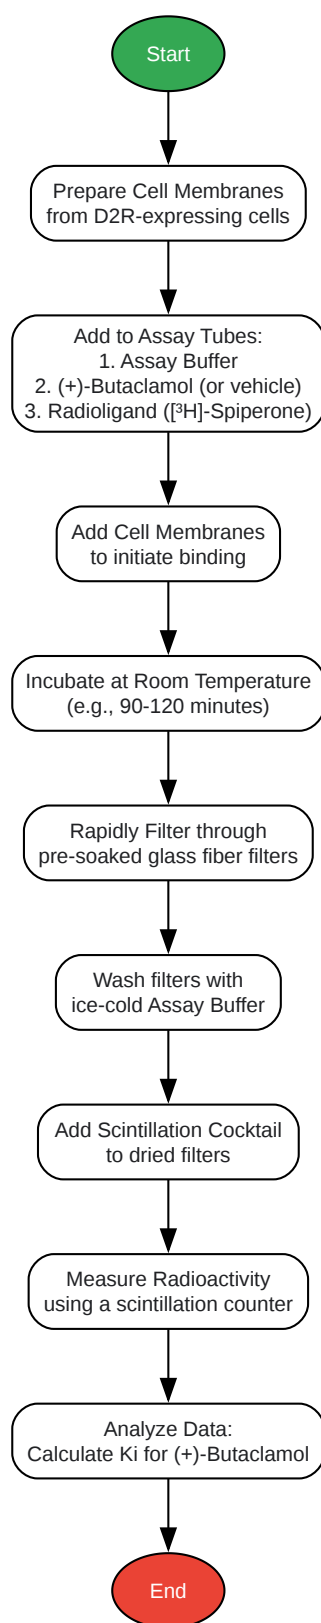 Start
Prepare Cell Membranes
from D2R-expressing cells
Add to Assay Tubes:
1. Assay Buffer
2. (+)-Butaclamol (or vehicle)
3. Radioligand ([³H]-Spiperone)
Add Cell Membranes
to initiate binding
Incubate at Room Temperature
(e.g., 90-120 minutes)
Rapidly Filter through
pre-soaked glass fiber filters
Wash filters with
ice-cold Assay Buffer
Add Scintillation Cocktail
to dried filters
Measure Radioactivity
using a scintillation counter
Analyze Data:
Calculate Ki for (+)-Butaclamol
End